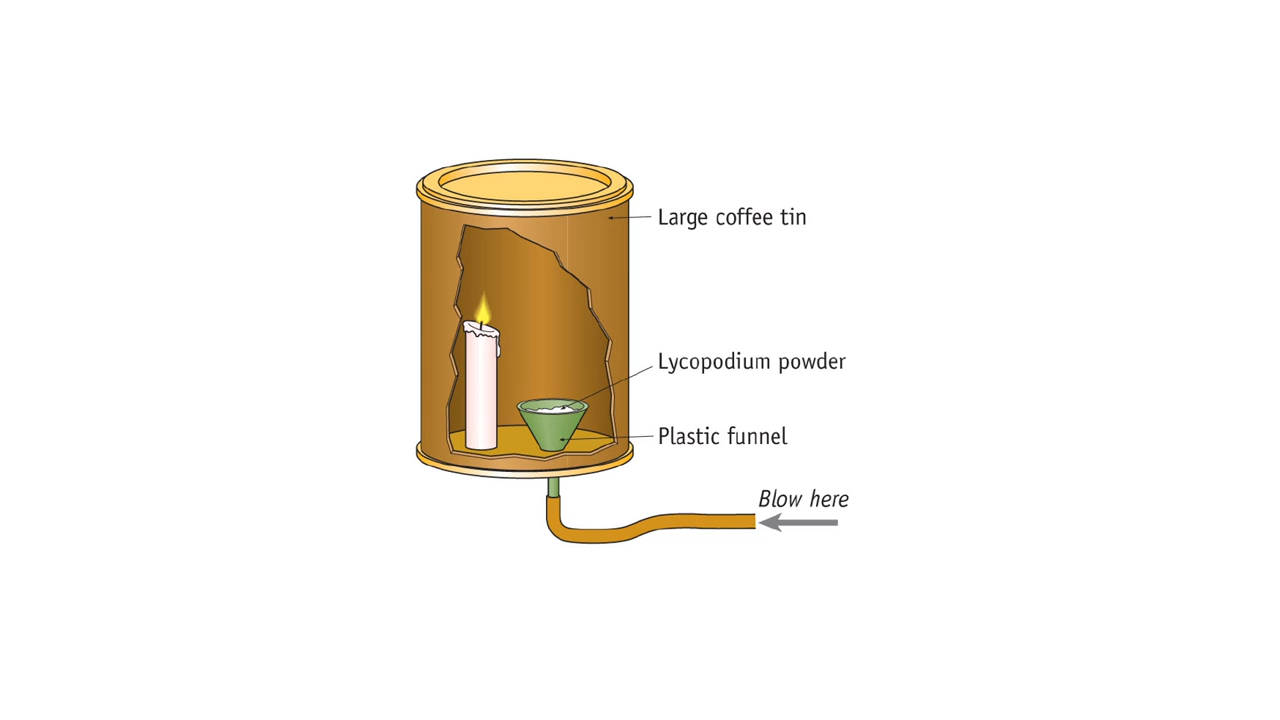 Large coffee tin
Lycopodium powder
Plastic funnel
Blow here